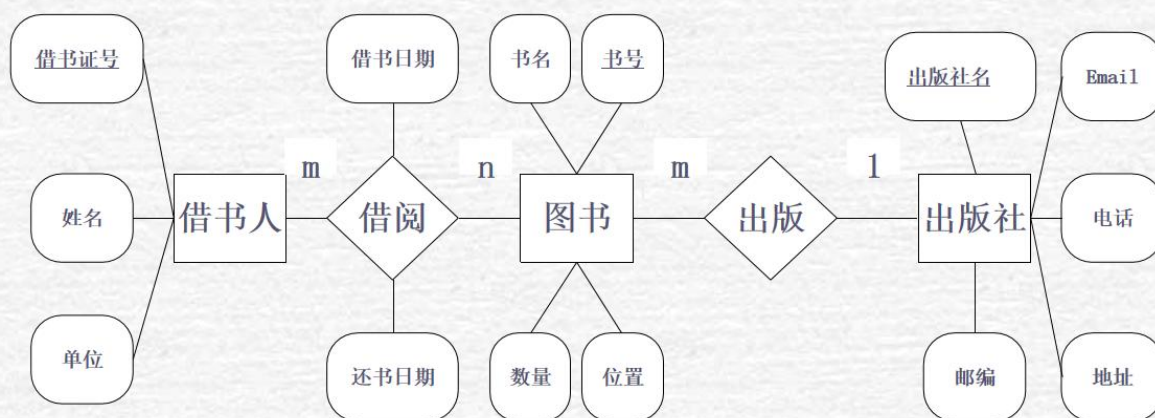 借书证号
借书日期
书名
书号
出版社名
Email
m
n
m
1
姓名
借书人
借阅
图书
出版
出版社
电话
单位
还书日期
数量
位置
邮编
地址